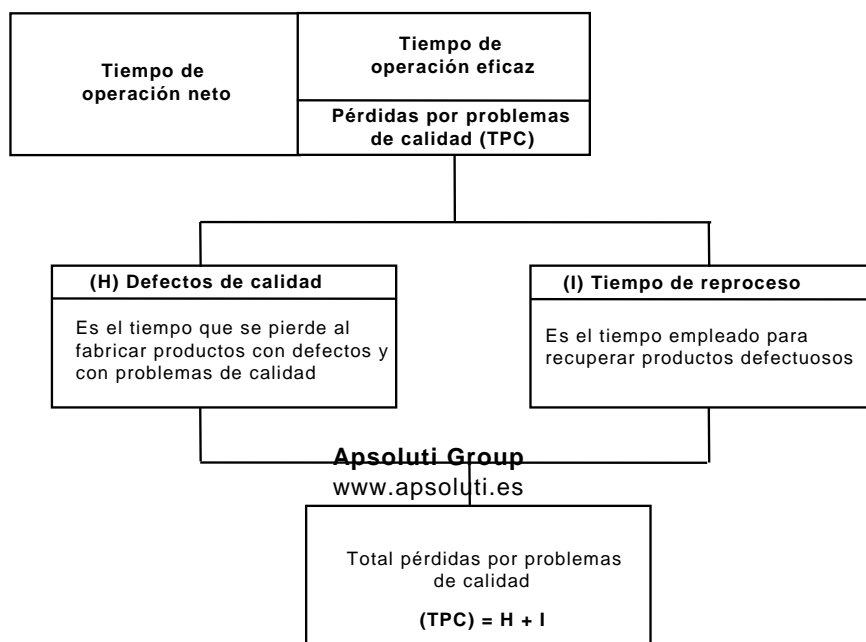 Tiempo de
operación neto
Tiempo de
operación eficaz
Pérdidas por problemas
de calidad (TPC)
(H) Defectos de calidad
Es el tiempo que se pierde al
fabricar productos con defectos y
con problemas de calidad
(I) Tiempo de reproceso
Es el tiempo empleado para
recuperar productos defectuosos
Apsoluti Group
www.apsoluti.es
Total pérdidas por problemas
de calidad
(TPC) = H + I